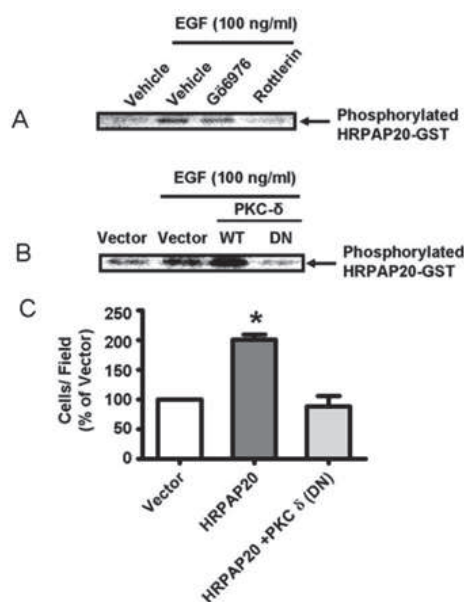 EGF (100 ng/ml)
Vehicle
Vehicle
Gö6976
Rottlerin
A
Phosphorylated
HRPAP20-GST
EGF (100 ng/ml)
PKC-δ
Vector
Vector
WT
DN
B
Phosphorylated
HRPAP20-GST
C
Cells/ Field
(% of Vector)
250
200
150
100
50
0
*
Vector
HRPAP20
HRPAP20 +PKC δ (DN)